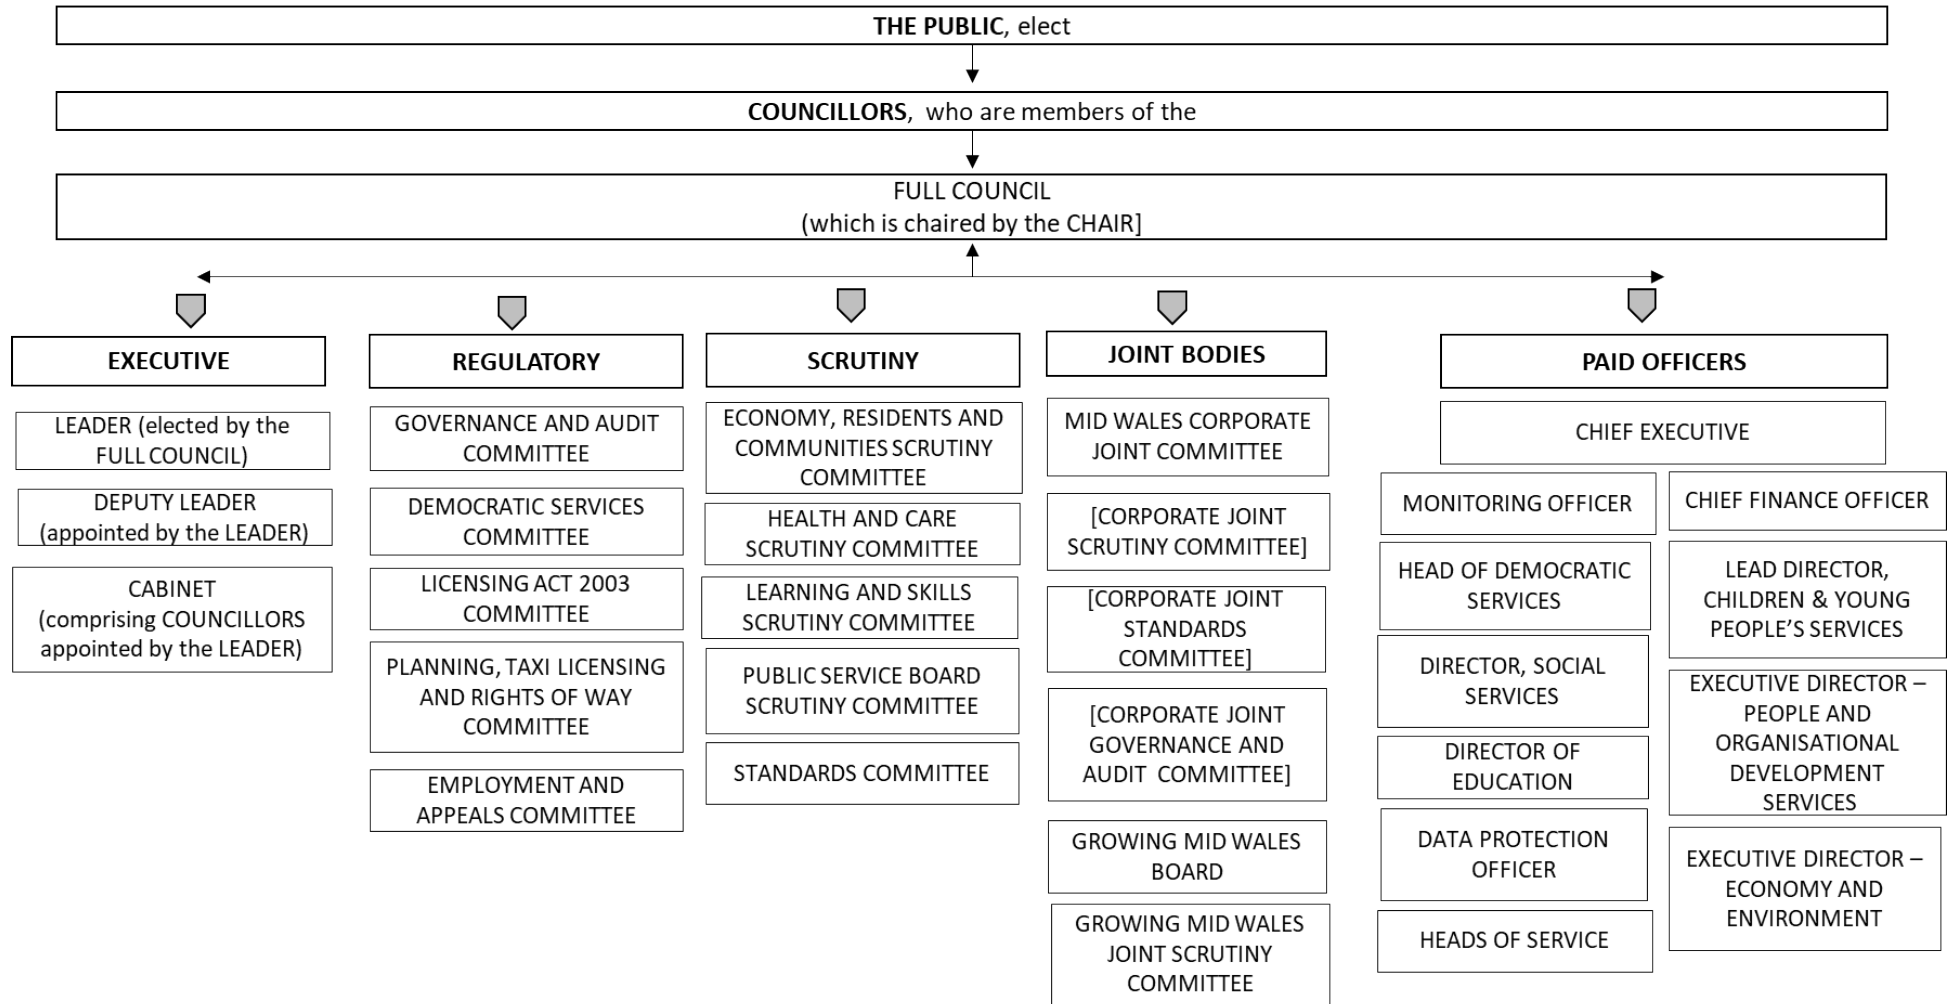 THE PUBLIC, elect
COUNCILLORS, who are members of the
FULL COUNCIL
(which is chaired by the CHAIR]
EXECUTIVE
LEADER (elected by the
FULL COUNCIL)
DEPUTY LEADER
(appointed by the LEADER)
CABINET
(comprising COUNCILLORS
appointed by the LEADER)
REGULATORY
GOVERNANCE AND AUDIT
COMMITTEE
DEMOCRATIC SERVICES
COMMITTEE
LICENSING ACT 2003
COMMITTEE
PLANNING, TAXI LICENSING
AND RIGHTS OF WAY
COMMITTEE
EMPLOYMENT AND
APPEALS COMMITTEE
SCRUTINY
ECONOMY, RESIDENTS AND
COMMUNITIES SCRUTINY
COMMITTEE
HEALTH AND CARE
SCRUTINY COMMITTEE
LEARNING AND SKILLS
SCRUTINY COMMITTEE
PUBLIC SERVICE BOARD
SCRUTINY COMMITTEE
STANDARDS COMMITTEE
JOINT BODIES
MID WALES CORPORATE
JOINT COMMITTEE
[CORPORATE JOINT
SCRUTINY COMMITTEE]
[CORPORATE JOINT
STANDARDS
COMMITTEE]
[CORPORATE JOINT
GOVERNANCE AND
AUDIT COMMITTEE]
GROWING MID WALES
BOARD
GROWING MID WALES
JOINT SCRUTINY
COMMITTEE
PAID OFFICERS
CHIEF EXECUTIVE
MONITORING OFFICER
HEAD OF DEMOCRATIC
SERVICES
DIRECTOR, SOCIAL
SERVICES
DIRECTOR OF
EDUCATION
DATA PROTECTION
OFFICER
HEADS OF SERVICE
CHIEF FINANCE OFFICER
LEAD DIRECTOR,
CHILDREN & YOUNG
PEOPLE'S SERVICES
EXECUTIVE DIRECTOR –
PEOPLE AND
ORGANISATIONAL
DEVELOPMENT
SERVICES
EXECUTIVE DIRECTOR –
ECONOMY AND
ENVIRONMENT